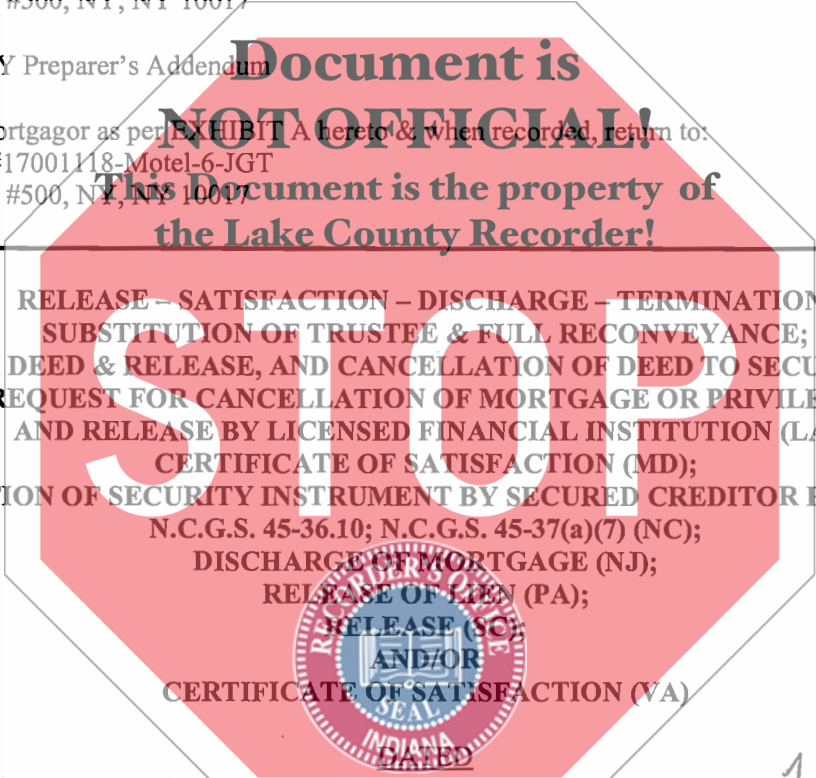 #500, NY, NY 10017
Y Preparer's Addendum
Document is
NOT OFFICIAL!
ortgagor as per EXHIBIT A hereto & when recorded, return to:
17001118-Motel-6-JGT
This Document is the property of
#500, NY, NY 10017
the Lake County Recorder!
RELEASE – SATISFACTION – DISCHARGE – TERMINATION
SUBSTITUTION OF TRUSTEE & FULL RECONVEYANCE;
DEED & RELEASE, AND CANCELLATION OF DEED TO SECU
REQUEST FOR CANCELLATION OF MORTGAGE OR PRIVILE
AND RELEASE BY LICENSED FINANCIAL INSTITUTION (LA
STOP
CERTIFICATE OF SATISFACTION (MD);
ION OF SECURITY INSTRUMENT BY SECURED CREDITOR
N.C.G.S. 45-36.10; N.C.G.S. 45-37(a)(7) (NC);
DISCHARGE OF MORTGAGE (NJ);
RELEASE OF LIEN (PA);
RELEASE (SC);
AND/OR
CERTIFICATE OF SATISFACTION (VA)
RECORDER'S OFFICE
SEAL
INDIANA
DATED
1